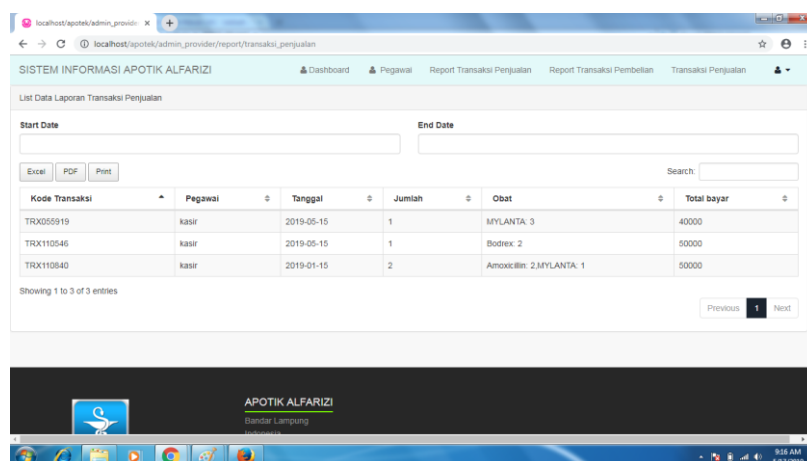 localhost/apotek/admin_provide
localhost/apotek/admin_provider/report/transaksi_penjualan
SISTEM INFORMASI APOTIK ALFARIZI Dashboard Pegawai Report Transaksi Penjualan Report Transaksi Pembelian Transaksi Penjualan
List Data Laporan Transaksi Penjualan
Start Date End Date
Excel PDF Print Search:
Kode Transaksi Pegawai Tanggal Jumlah Obat Total bayar
TRX055919 kasir 2019-05-15 1 MYLANTA: 3 40000
TRX110546 kasir 2019-05-15 1 Bodrex: 2 50000
TRX110840 kasir 2019-01-15 2 Amoxicillin: 2,MYLANTA: 1 50000
Showing 1 to 3 of 3 entries
Previous 1 Next
APOTIK ALFARIZI
Bandar Lampung
Indonesia
9:16 AM